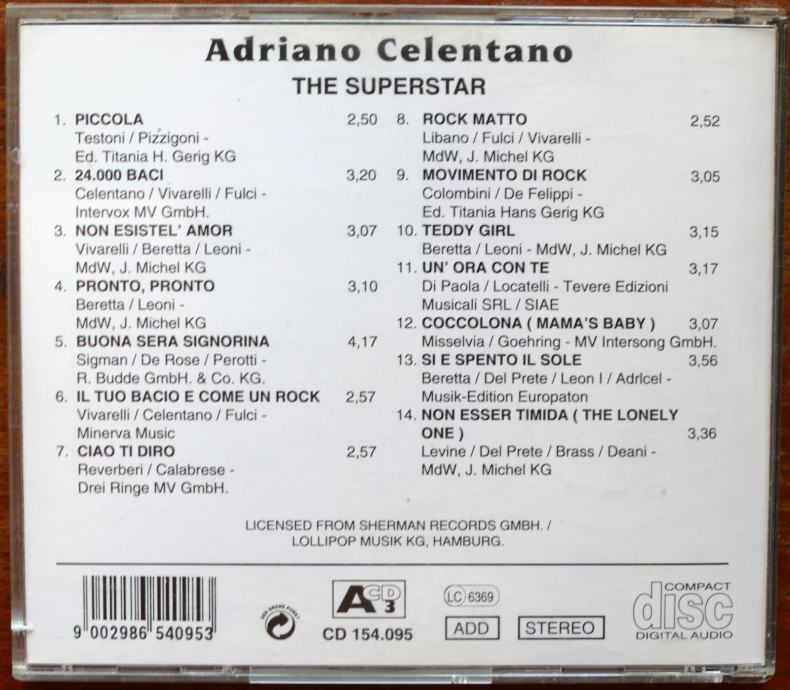 Adriano Celentano
THE SUPERSTAR
1. PICCOLA 2,50
Testoni / Pizzigoni -
Ed. Titania H. Gerig KG
2. 24.000 BACI 3,20
Celentano / Vivarelli / Fulci -
Intervox MV GmbH.
3. NON ESISTEL' AMOR 3,07
Vivarelli / Beretta / Leoni -
MdW, J. Michel KG
4. PRONTO, PRONTO 3,10
Beretta / Leoni -
MdW, J. Michel KG
5. BUONA SERA SIGNORINA 4,17
Sigman / De Rose / Perotti -
R. Budde GmbH. & Co. KG.
6. IL TUO BACIO E COME UN ROCK 2,57
Vivarelli / Celentano / Fulci -
Minerva Music
7. CIAO TI DIRO 2,57
Reverberi / Calabrese -
Drei Ringe MV GmbH.
8. ROCK MATTO 2,52
Libano / Fulci / Vivarelli -
MdW, J. Michel KG
9. MOVIMENTO DI ROCK 3,05
Colombini / De Felippi -
Ed. Titania Hans Gerig KG
10. TEDDY GIRL 3,15
Beretta / Leoni - MdW, J. Michel KG
11. UN' ORA CON TE 3,17
Di Paola / Locatelli - Tevere Edizioni
Musicali SRL / SIAE
12. COCCOLONA ( MAMA'S BABY ) 3,07
Misselvia / Goehring - MV Intersong GmbH.
13. SI E SPENTO IL SOLE 3,56
Beretta / Del Prete / Leon I / Adrlcel -
Musik-Edition Europaton
14. NON ESSER TIMIDA ( THE LONELY
ONE ) 3,36
Levine / Del Prete / Brass / Deani -
MdW, J. Michel KG
LICENSED FROM SHERMAN RECORDS GMBH. /
LOLLIPOP MUSIK KG, HAMBURG.
9 002986 540953
DER GRÜNE PUNKT
ACD 3
CD 154.095
LC 6369
ADD
STEREO
COMPACT
disc
DIGITAL AUDIO